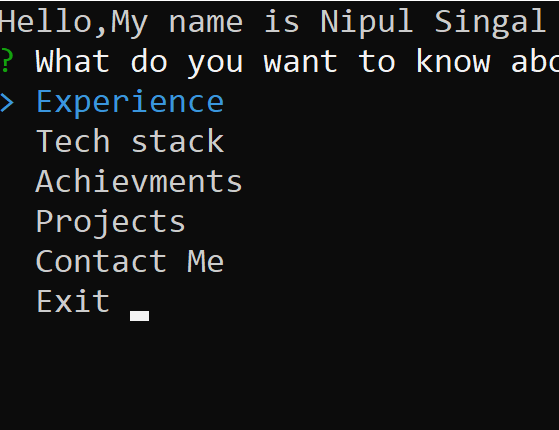 Hello,My name is Nipul Singal
? What do you want to know abo
> Experience
Tech stack
Achievments
Projects
Contact Me
Exit